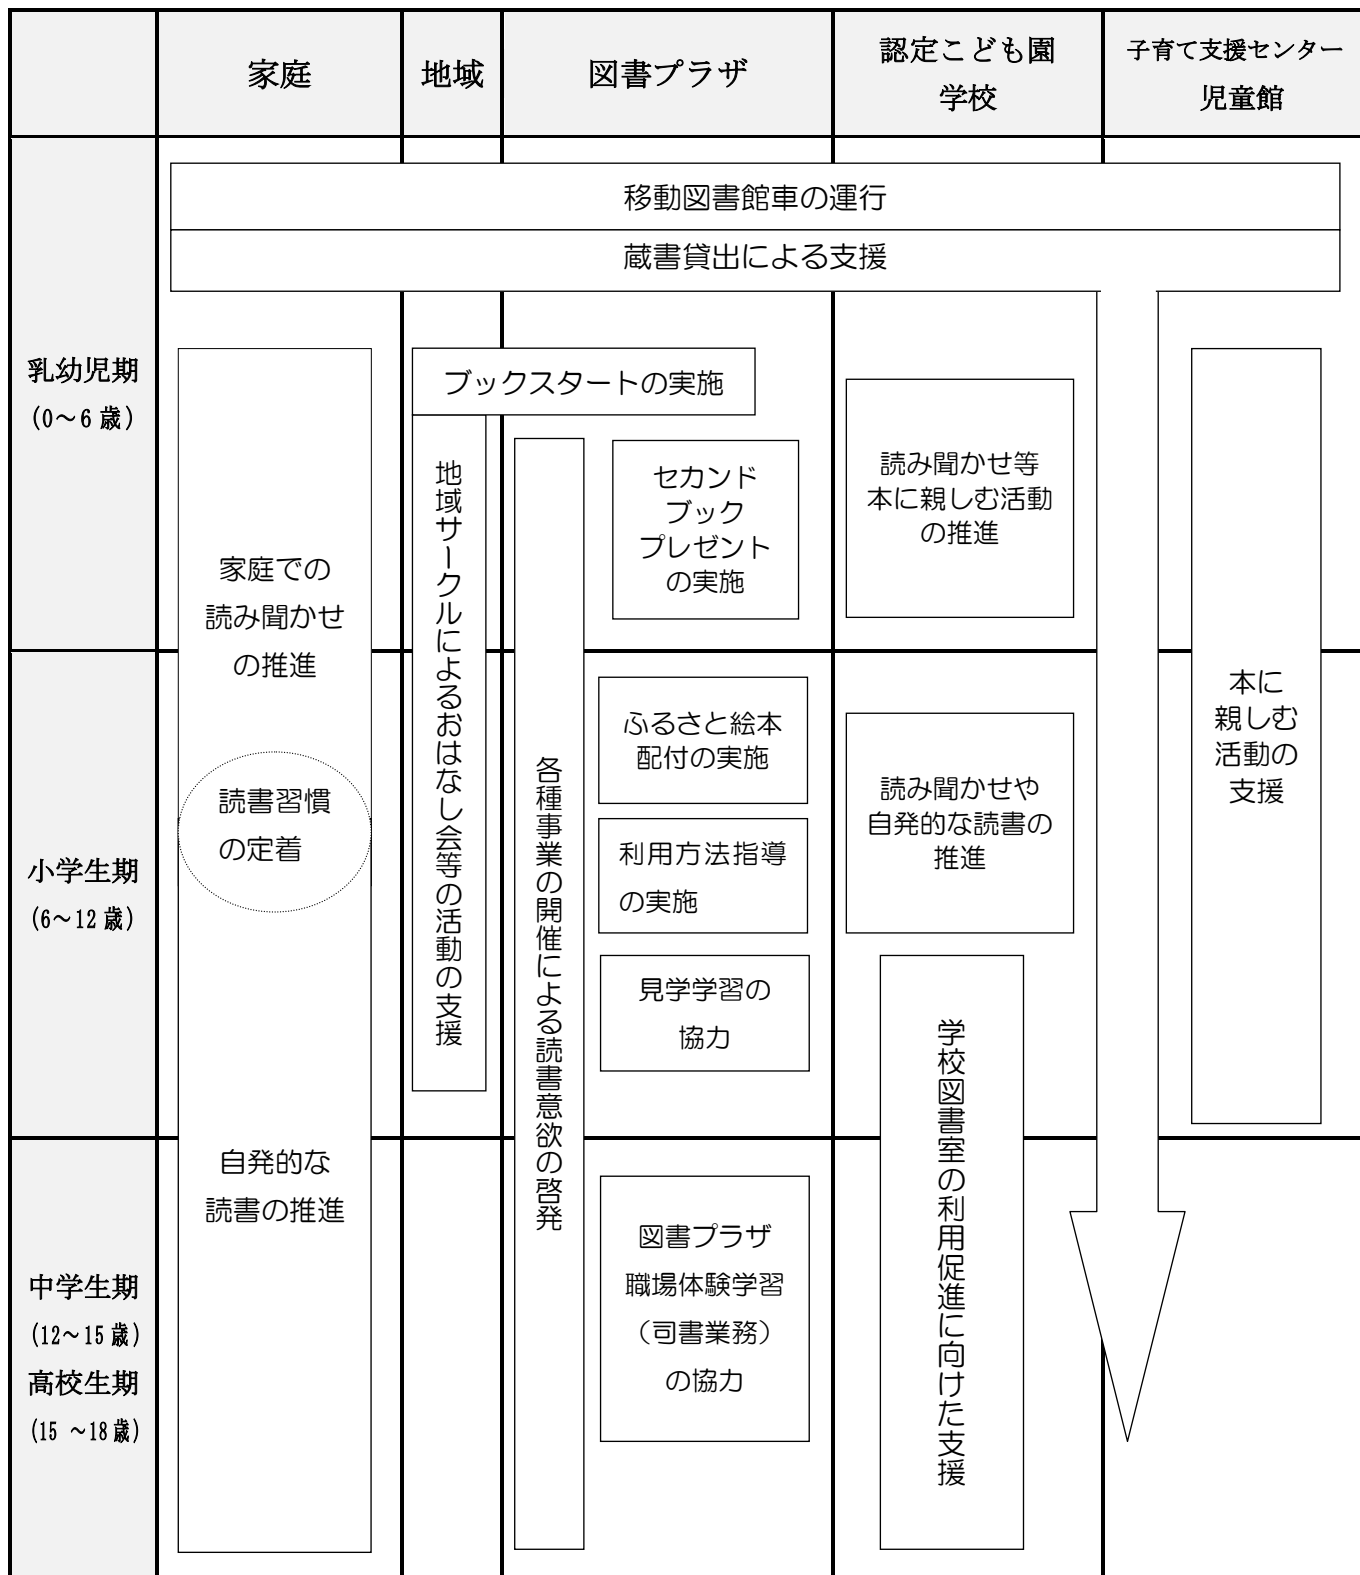 家庭
地域
図書プラザ
認定こども園
学校
子育て支援センター
児童館
移動図書館車の運行
蔵書貸出による支援
乳幼児期
(0～6歳)
ブックスタートの実施
地域サークルによるおはなし会等の活動の支援
各種事業の開催による読書意欲の啓発
セカンド
ブック
プレゼント
の実施
読み聞かせ等
本に親しむ活動
の推進
家庭での
読み聞かせ
の推進
本に
親しむ
活動の
支援
小学生期
(6～12歳)
読書習慣
の定着
ふるさと絵本
配付の実施
利用方法指導
の実施
見学学習の
協力
読み聞かせや
自発的な読書の
推進
学校図書室の利用促進に向けた支援
自発的な
読書の推進
中学生期
(12～15歳)
高校生期
(15 ～18歳)
図書プラザ
職場体験学習
（司書業務）
の協力